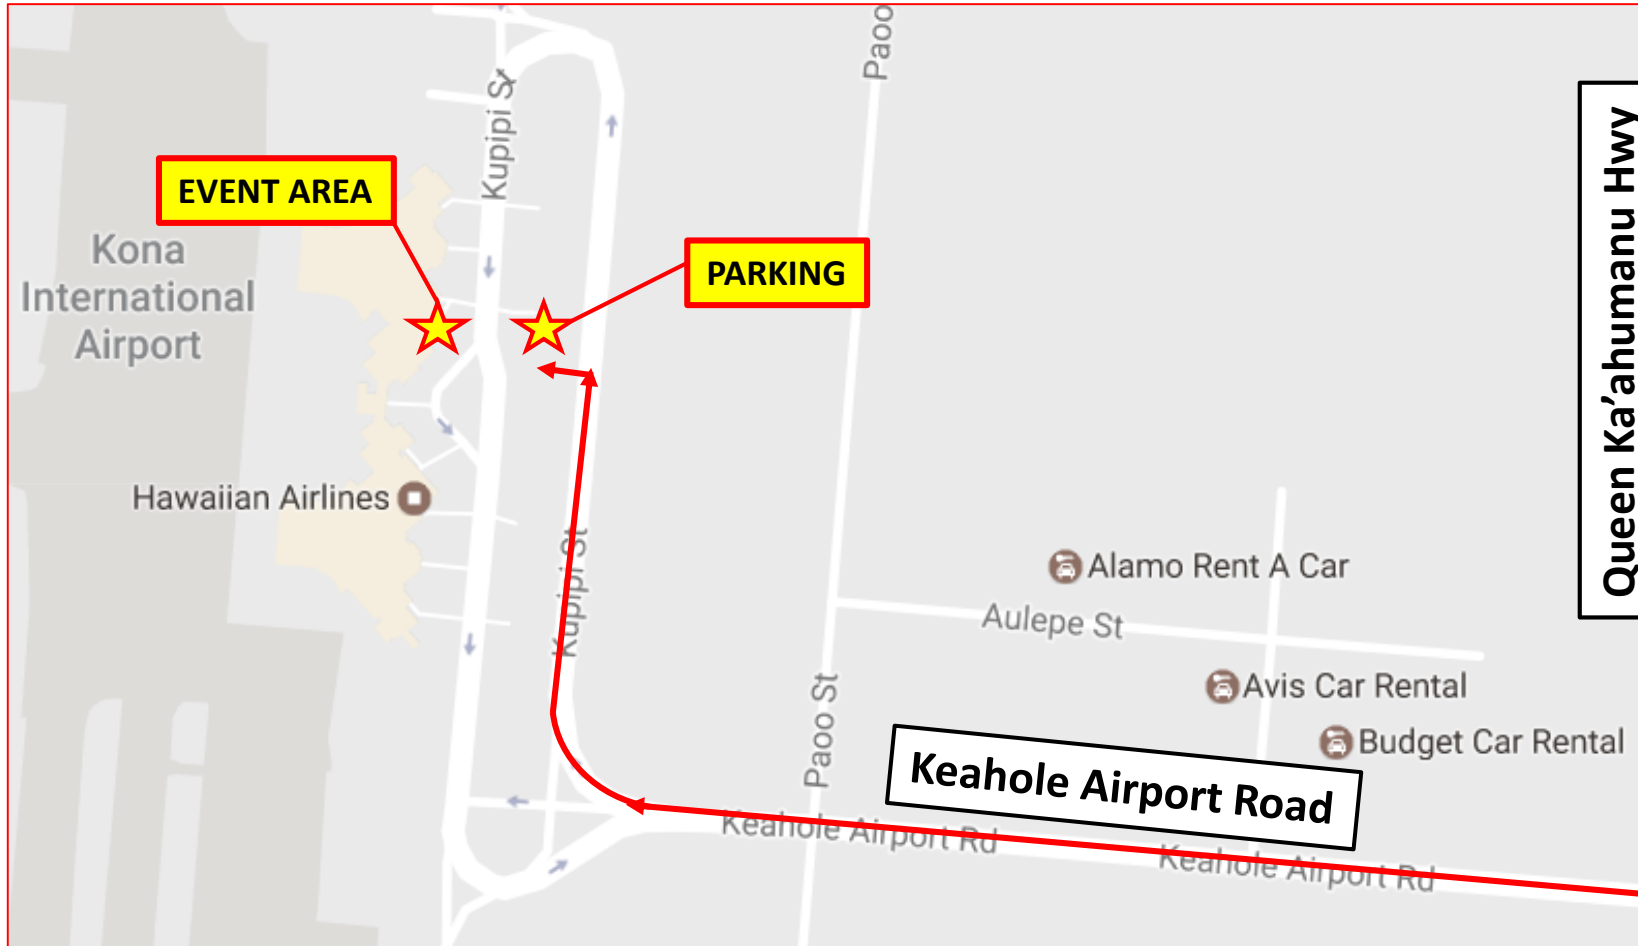 Paoo
Kupipi St
EVENT AREA
Kona
International
Airport
PARKING
Queen Ka’ahumanu Hwy
Hawaiian Airlines
Kupipi St
Alamo Rent A Car
Aulepe St
Avis Car Rental
Paoo St
Budget Car Rental
Keahole Airport Road
Keahole Airport Rd
Keahole Airport Rd